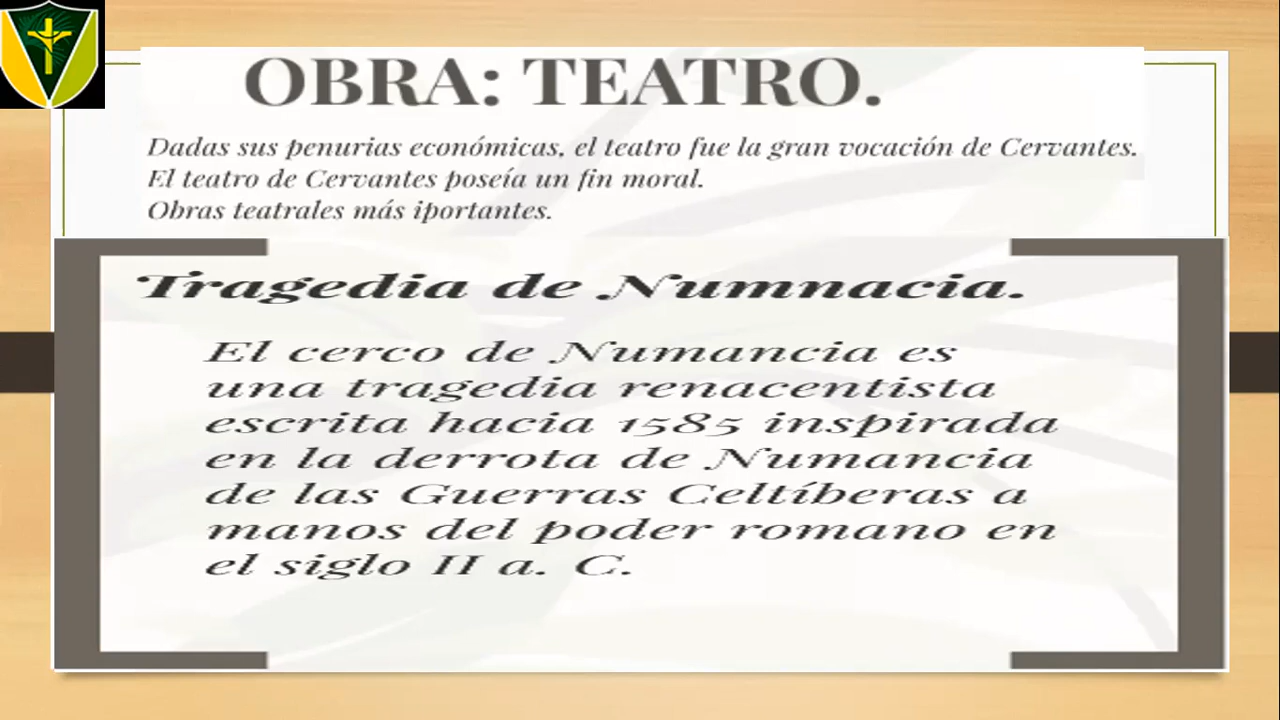 OBRA: TEATRO.
Dadas sus penurias económicas, el teatro fue la gran vocación de Cervantes.
El teatro de Cervantes poseía un fin moral.
Obras teatrales más iportantes.
Tragedia de Numnacia.
El cerco de Numancia es
una tragedia renacentista
escrita hacia 1585 inspirada
en la derrota de Numancia
de las Guerras Celtíberas a
manos del poder romano en
el siglo II a. C.